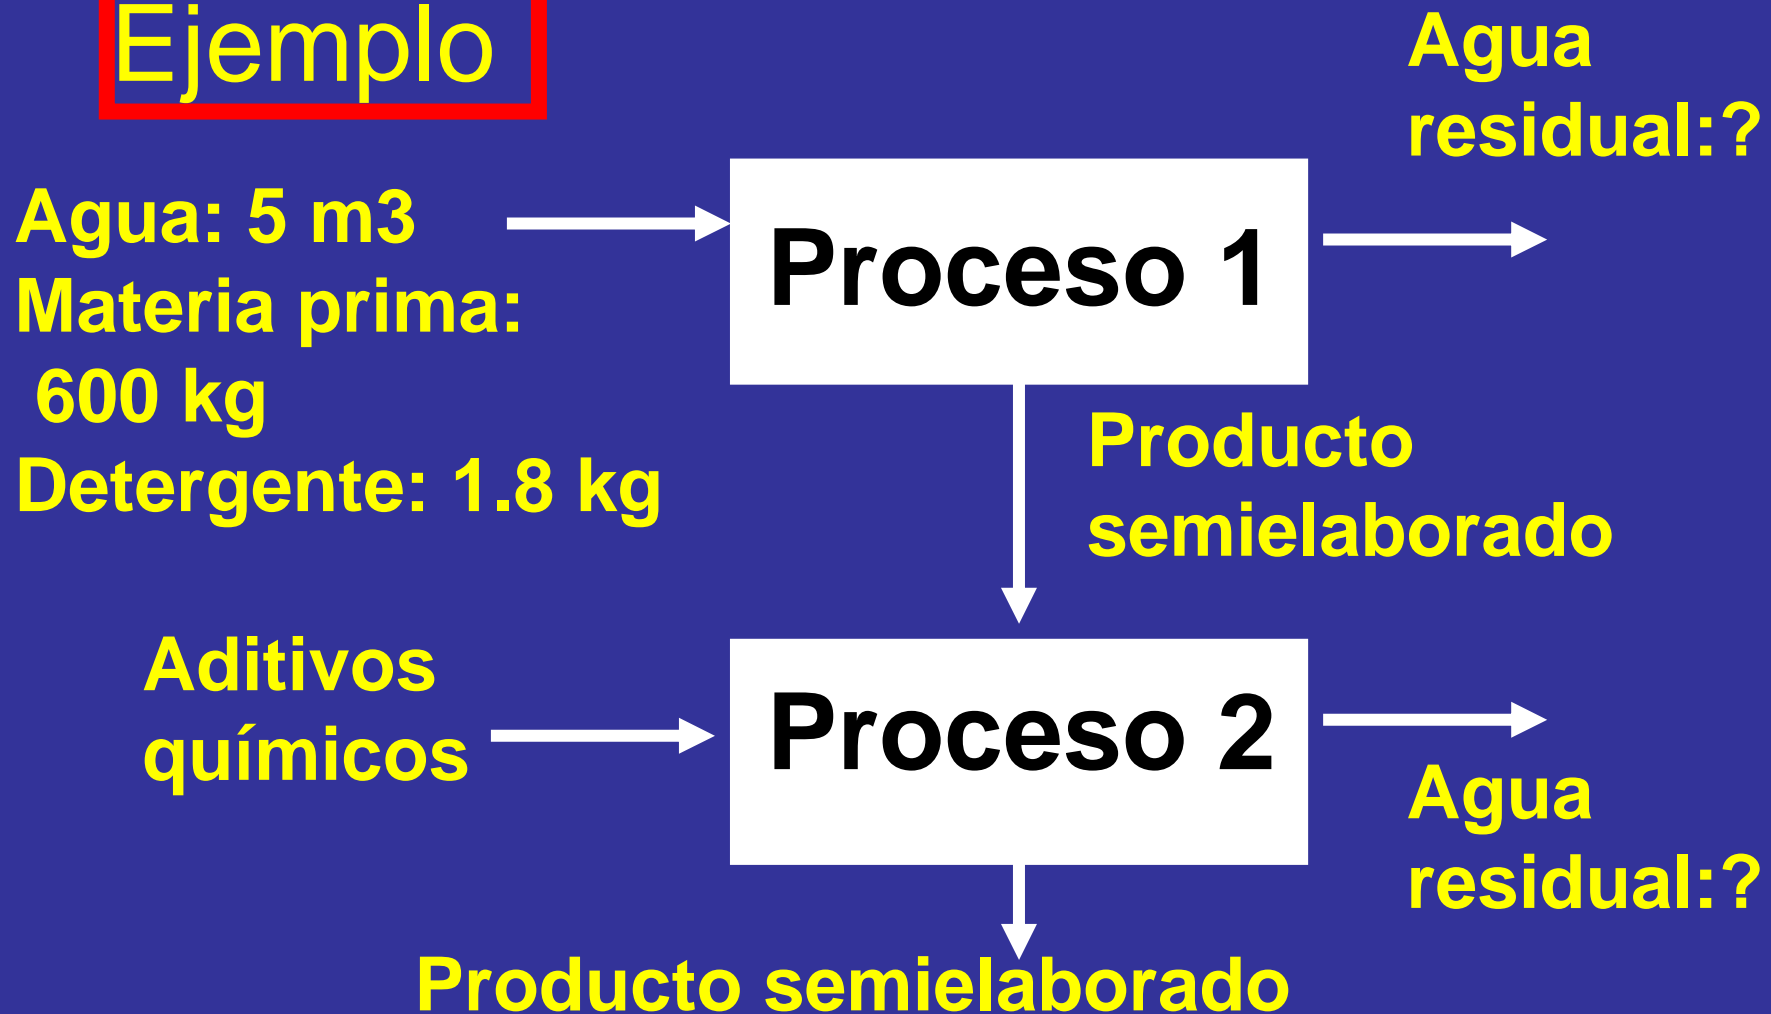 Ejemplo
Agua
residual:?
Agua: 5 m3
Materia prima:
600 kg
Detergente: 1.8 kg
Proceso 1
Producto
semielaborado
Aditivos
químicos
Proceso 2
Agua
residual:?
Producto semielaborado